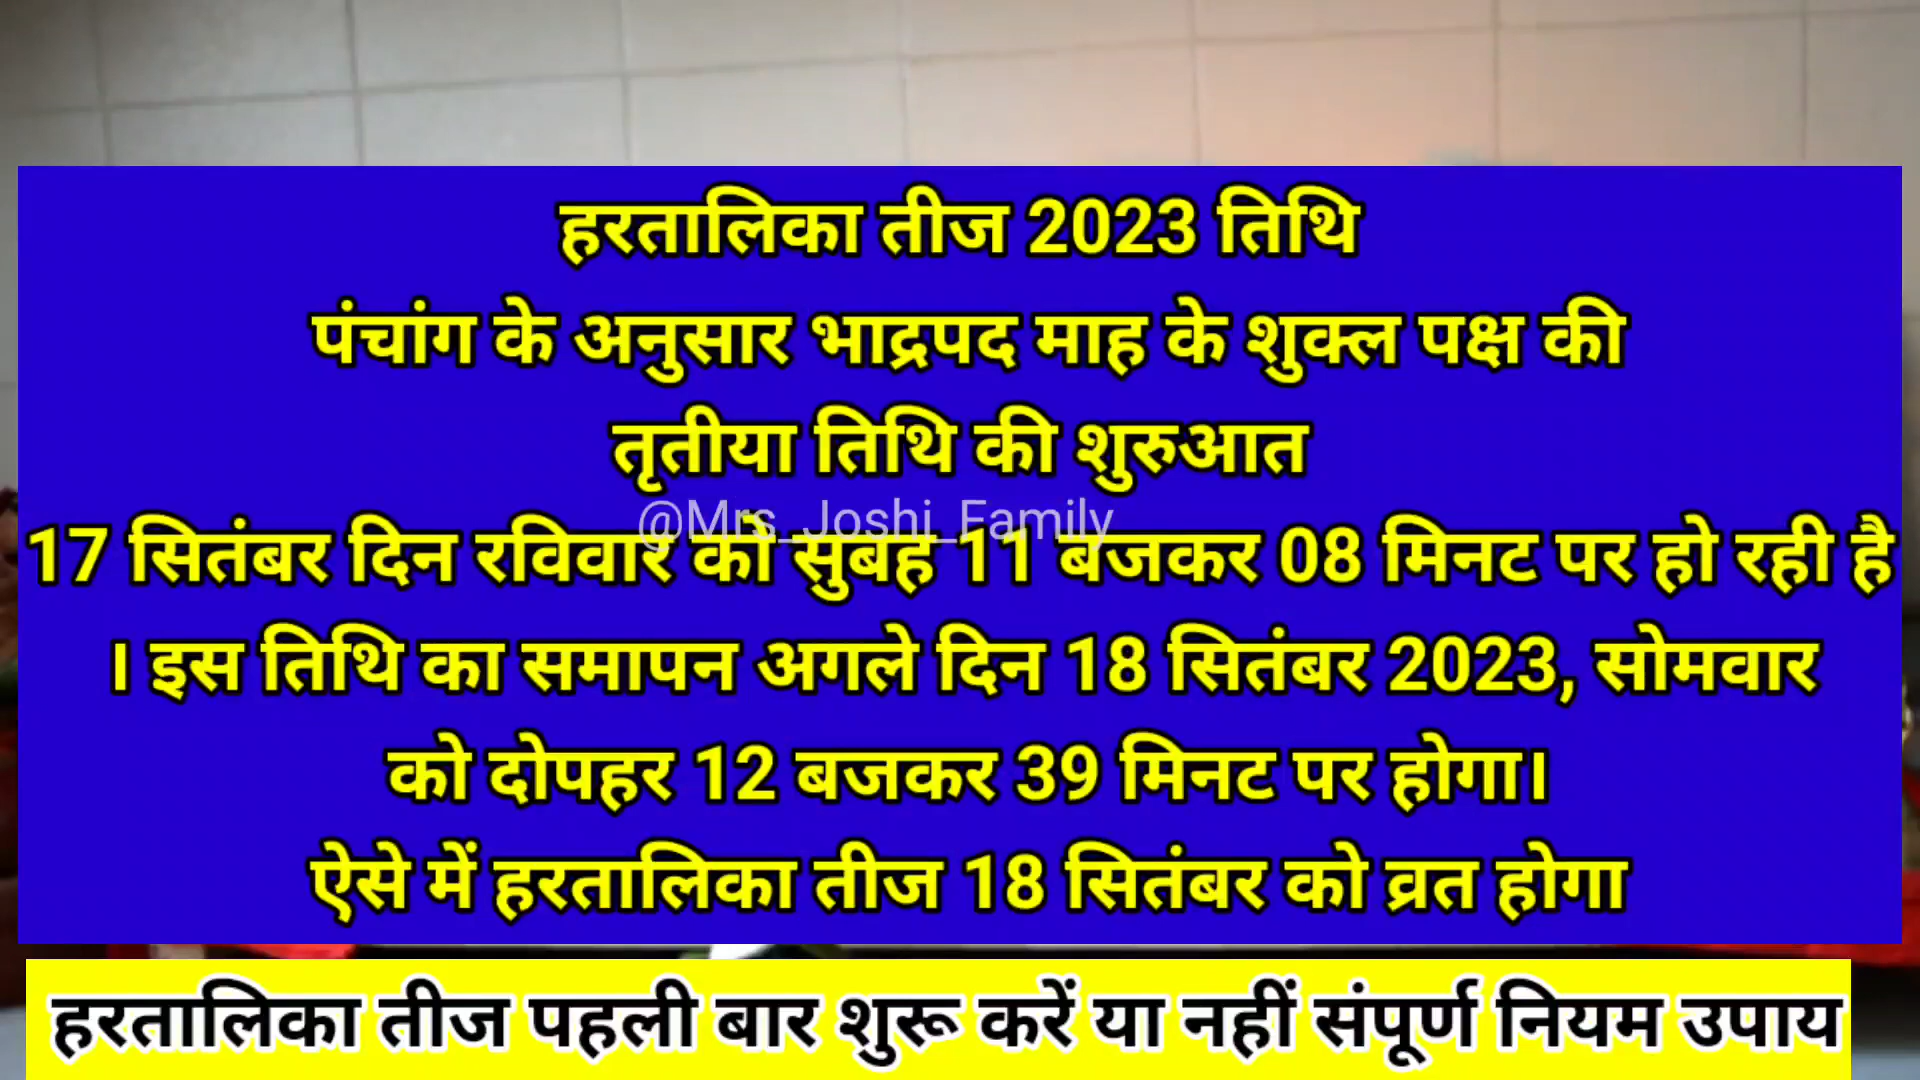 हरतालिका तीज 2023 तिथि
पंचांग के अनुसार भाद्रपद माह के शुक्ल पक्ष की
तृतीया तिथि की शुरुआत
@Mrs_Joshi_Family
17 सितंबर दिन रविवार को सुबह 11 बजकर 08 मिनट पर हो रही है
। इस तिथि का समापन अगले दिन 18 सितंबर 2023, सोमवार
को दोपहर 12 बजकर 39 मिनट पर होगा।
ऐसे में हरतालिका तीज 18 सितंबर को व्रत होगा
हरतालिका तीज पहली बार शुरू करें या नहीं संपूर्ण नियम उपाय